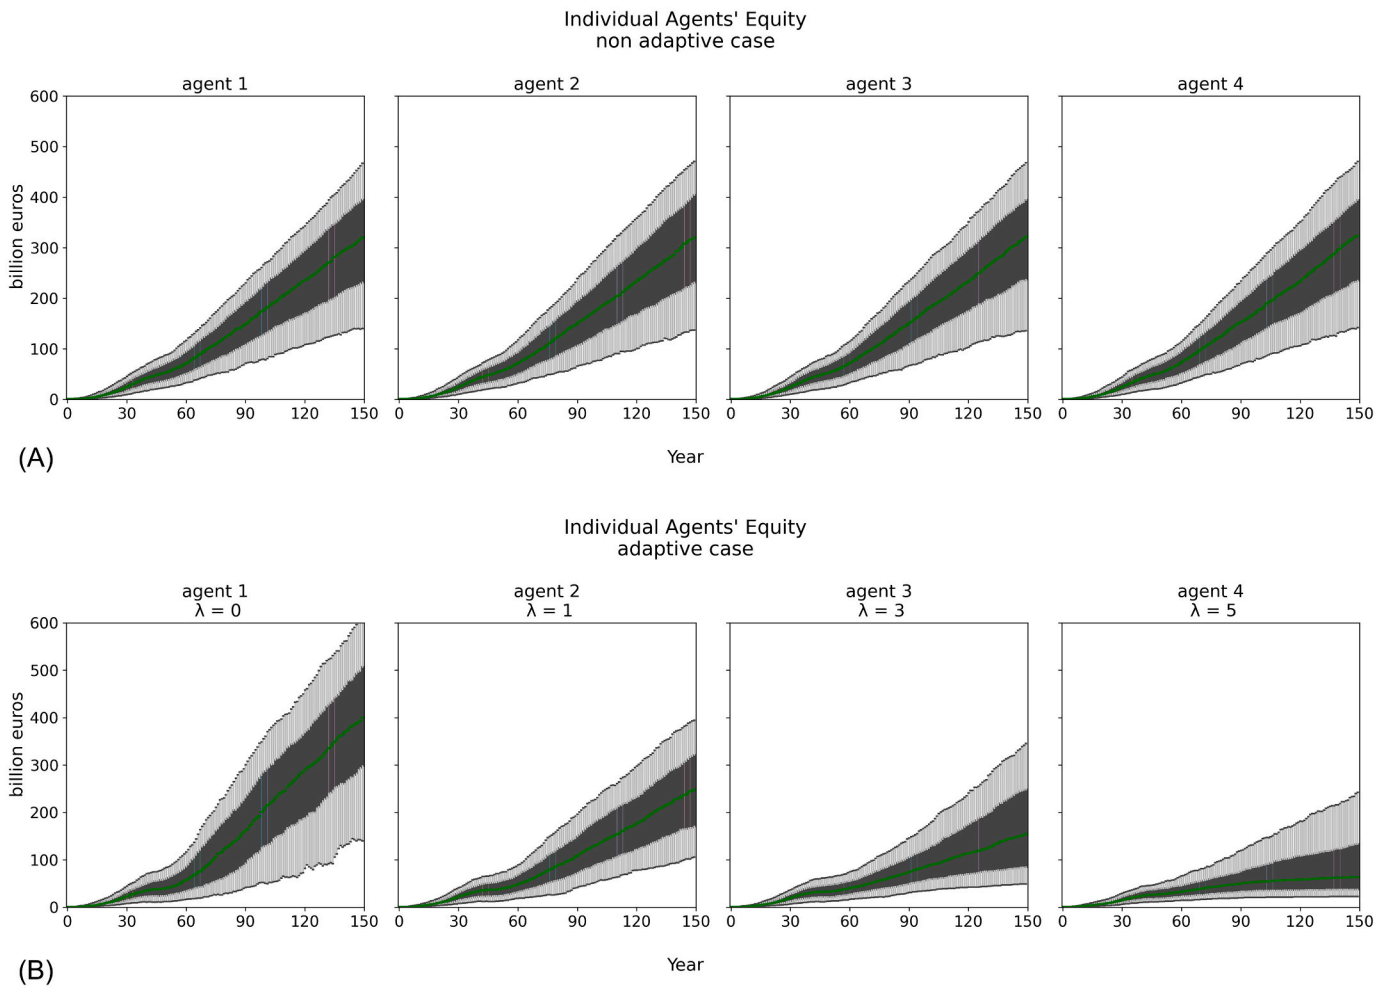 Individual Agents' Equity
non adaptive case
agent 1
agent 2
agent 3
agent 4
600
500
400
300
200
100
0
billion euros
0 30 60 90 120 150
0 30 60 90 120 150
0 30 60 90 120 150
0 30 60 90 120 150
Year
(A)
Individual Agents' Equity
adaptive case
agent 1
λ = 0
agent 2
λ = 1
agent 3
λ = 3
agent 4
λ = 5
600
500
400
300
200
100
0
billion euros
0 30 60 90 120 150
0 30 60 90 120 150
0 30 60 90 120 150
0 30 60 90 120 150
Year
(B)